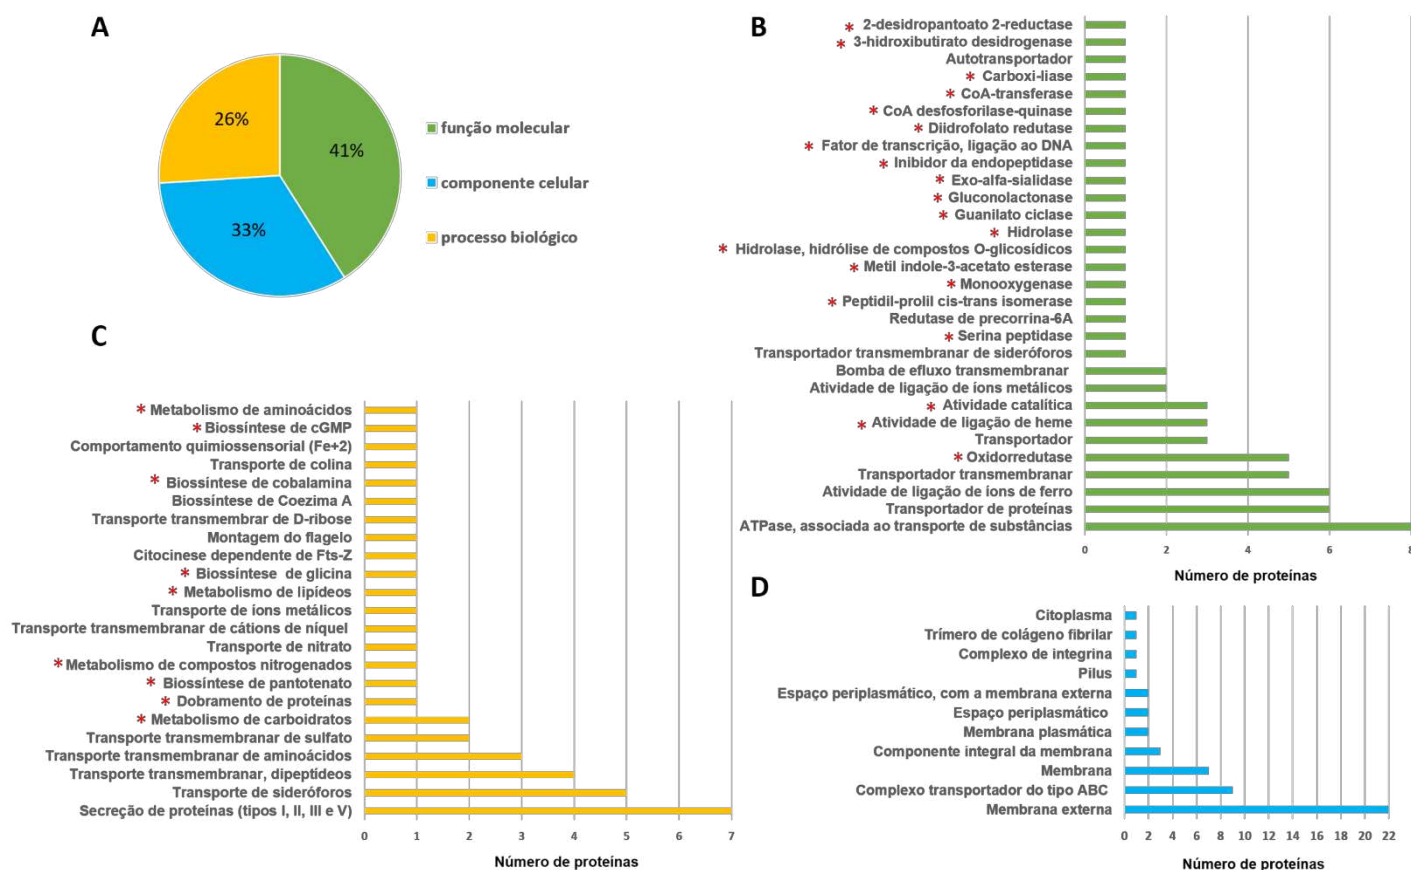 A
26%
41%
33%
função molecular
componente celular
processo biológico
B
* 2-desidropantoato 2-reductase
* 3-hidroxibutirato desidrogenase
Autotransportador
* Carboxi-liase
* CoA-transferase
* CoA desfosforilase-quinase
* Diidrofolato redutase
* Fator de transcrição, ligação ao DNA
* Inibidor da endopeptidase
* Exo-alfa-sialidase
* Gluconolactonase
* Guanilato ciclase
* Hidrolase
* Hidrolase, hidrólise de compostos O-glicosídicos
* Metil indole-3-acetato esterase
* Monooxygenase
* Peptidil-prolil cis-trans isomerase
Redutase de precorrina-6A
* Serina peptidase
Transportador transmembranar de sideróforos
Bomba de efluxo transmembranar
Atividade de ligação de íons metálicos
* Atividade catalítica
* Atividade de ligação de heme
Transportador
* Oxidorredutase
Transportador transmembranar
Atividade de ligação de íons de ferro
Transportador de proteínas
ATPase, associada ao transporte de substâncias
0 2 4 6 8
Número de proteínas
C
* Metabolismo de aminoácidos
* Biossíntese de cGMP
Comportamento quimiossensorial (Fe+2)
Transporte de colina
* Biossíntese de cobalamina
Biossíntese de Coezima A
Transporte transmembrar de D-ribose
Montagem do flagelo
Citocinese dependente de Fts-Z
* Biossíntese de glicina
* Metabolismo de lipídeos
Transporte de íons metálicos
Transporte transmembranar de cátions de níquel
Transporte de nitrato
* Metabolismo de compostos nitrogenados
* Biossíntese de pantotenato
* Dobramento de proteínas
* Metabolismo de carboidratos
Transporte transmembranar de sulfato
Transporte transmembranar de aminoácidos
Transporte transmembranar, dipeptídeos
Transporte de sideróforos
Secreção de proteínas (tipos I, II, III e V)
0 1 2 3 4 5 6 7
Número de proteínas
D
Citoplasma
Trímero de colágeno fibrilar
Complexo de integrina
Pilus
Espaço periplasmático, com a membrana externa
Espaço periplasmático
Membrana plasmática
Componente integral da membrana
Membrana
Complexo transportador do tipo ABC
Membrana externa
0 2 4 6 8 10 12 14 16 18 20 22
Número de proteínas